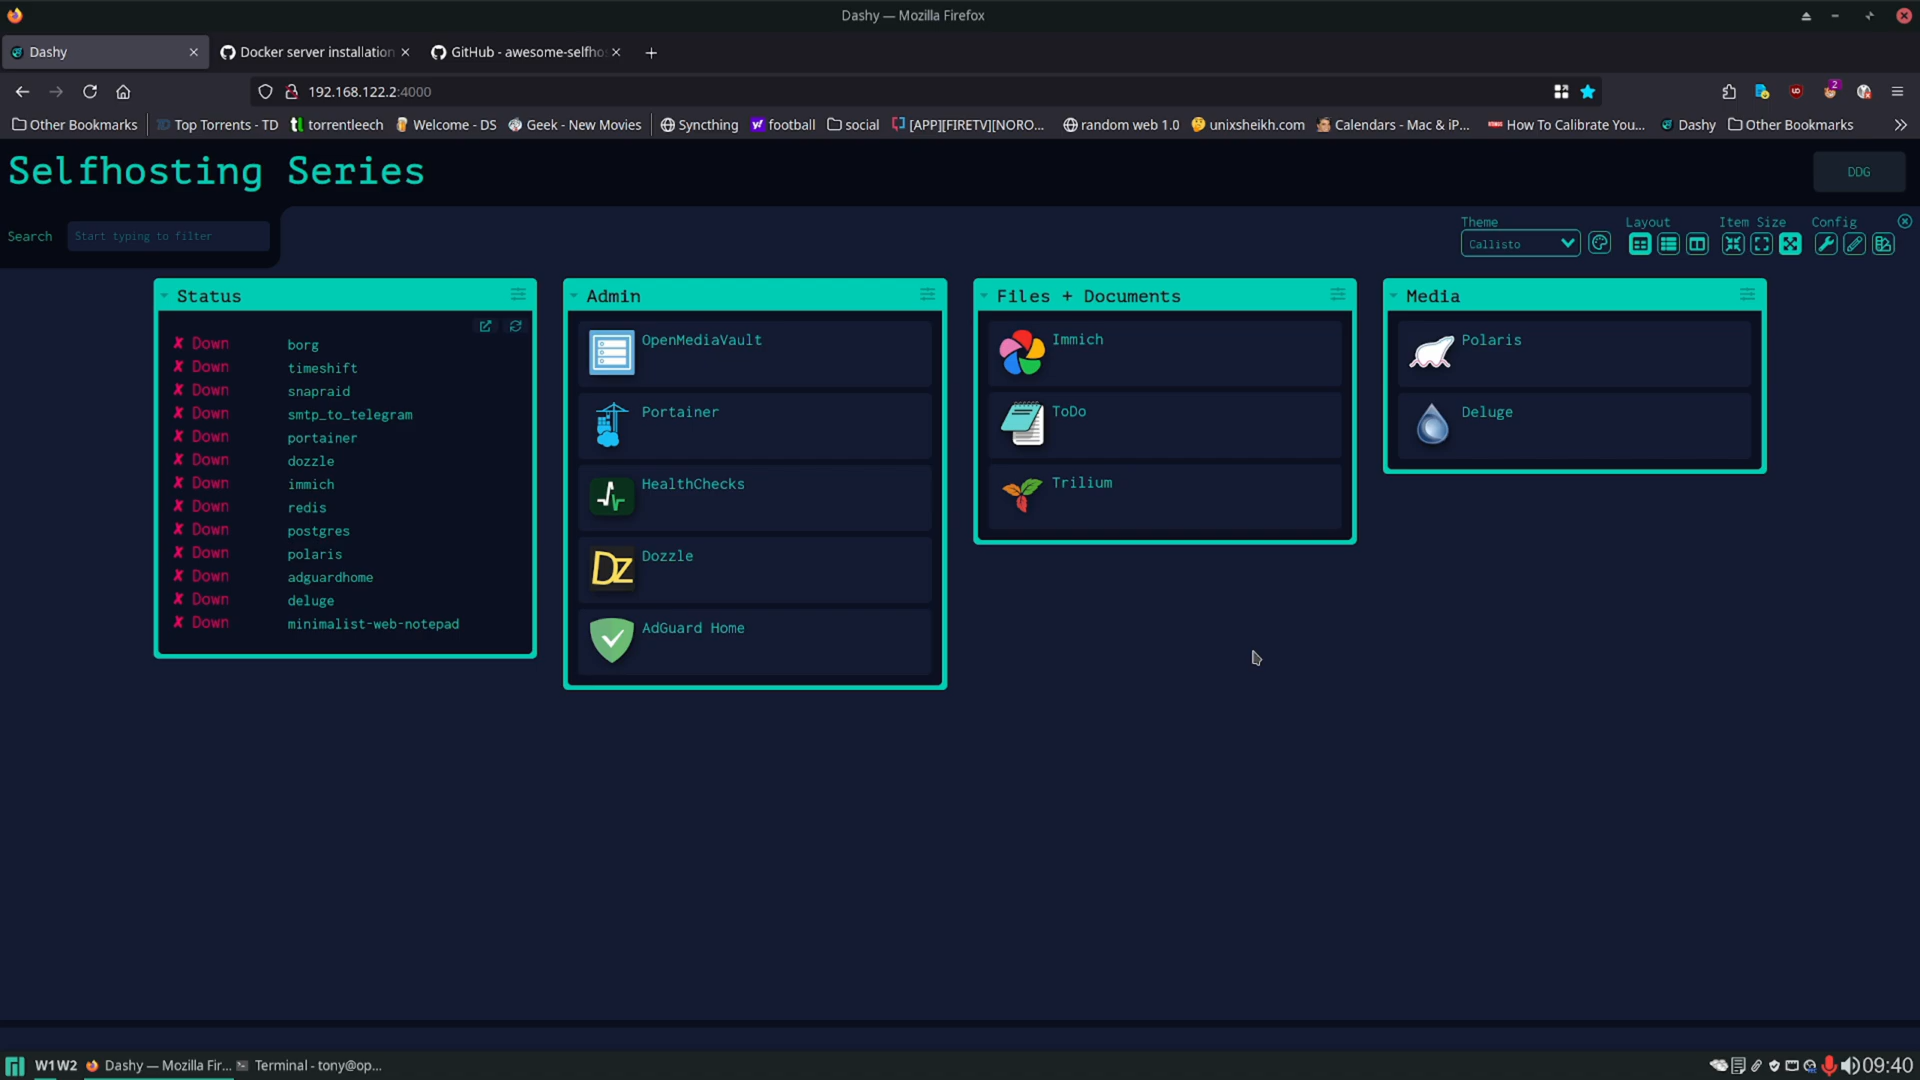 Dashy — Mozilla Firefox
Dashy
Docker server installation
GitHub - awesome-selfho
192.168.122.2:4000
2
Other Bookmarks
TD Top Torrents - TD
tl torrentleech
Welcome - DS
Geek - New Movies
Syncthing
y! football
social
[APP][FIRETV][NORO...
random web 1.0
unixsheikh.com
Calendars - Mac & iP...
How To Calibrate You...
Dashy
Other Bookmarks
Selfhosting Series
DDG
Search
Start typing to filter
Theme
Callisto
Layout
Item Size
Config
Status
✘ Down borg
✘ Down timeshift
✘ Down snapraid
✘ Down smtp_to_telegram
✘ Down portainer
✘ Down dozzle
✘ Down immich
✘ Down redis
✘ Down postgres
✘ Down polaris
✘ Down adguardhome
✘ Down deluge
✘ Down minimalist-web-notepad
Admin
OpenMediaVault
Portainer
HealthChecks
DZ Dozzle
AdGuard Home
Files + Documents
Immich
ToDo
Trilium
Media
Polaris
Deluge
W1W2
Dashy — Mozilla Fir...
Terminal - tony@op...
09:40